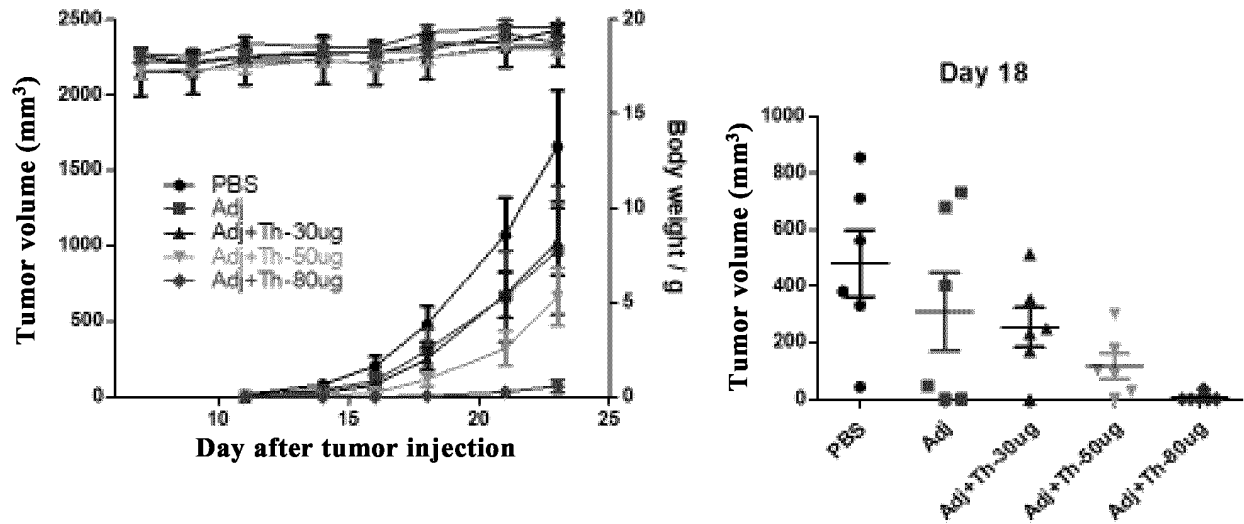 2500
2000
1500
1000
500
0
Tumor volume (mm³)
PBS
Adj
Adj+Th-30ug
Adj+Th-50ug
Adj+Th-80ug
20
15
10
5
0
Body weight / g
10
15
20
25
Day after tumor injection
Day 18
1000
800
600
400
200
0
Tumor volume (mm³)
PBS
Adj
Adj+Th-30ug
Adj+Th-50ug
Adj+Th-80ug